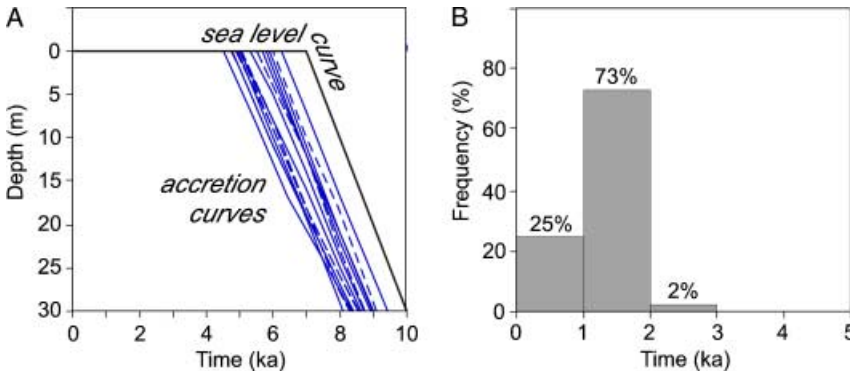 A
sea level
curve
accretion
curves
Depth (m)
0
5
10
15
20
25
30
0
2
4
6
8
10
Time (ka)
B
Frequency (%)
80
60
40
20
0
25%
73%
2%
0
1
2
3
4
5
Time (ka)